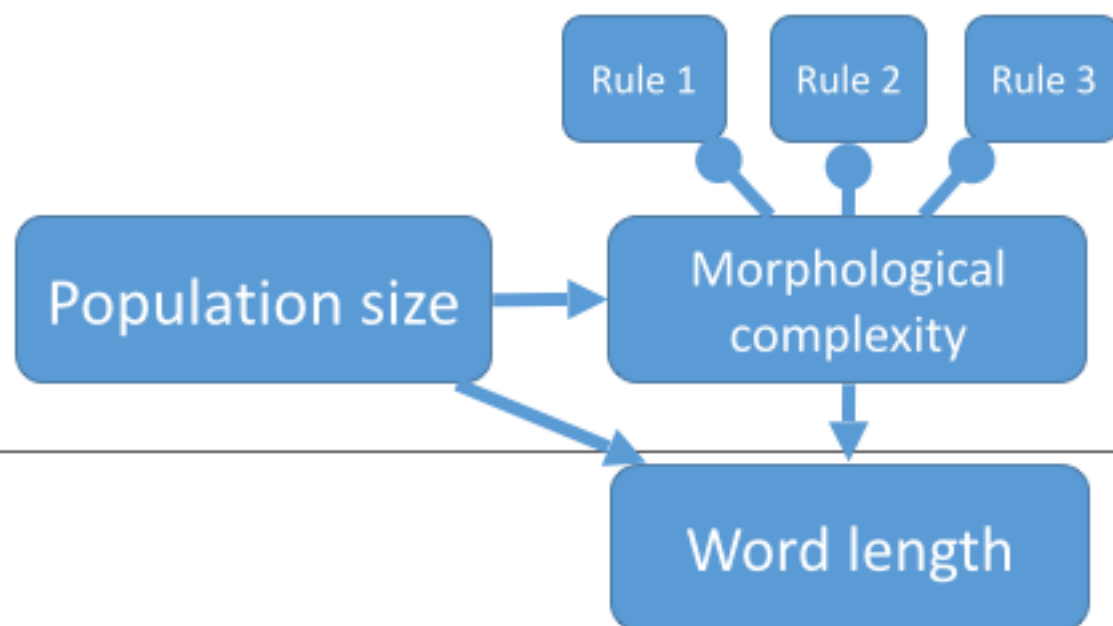 Rule 1
Rule 2
Rule 3
Population size
Morphological
complexity
Word length